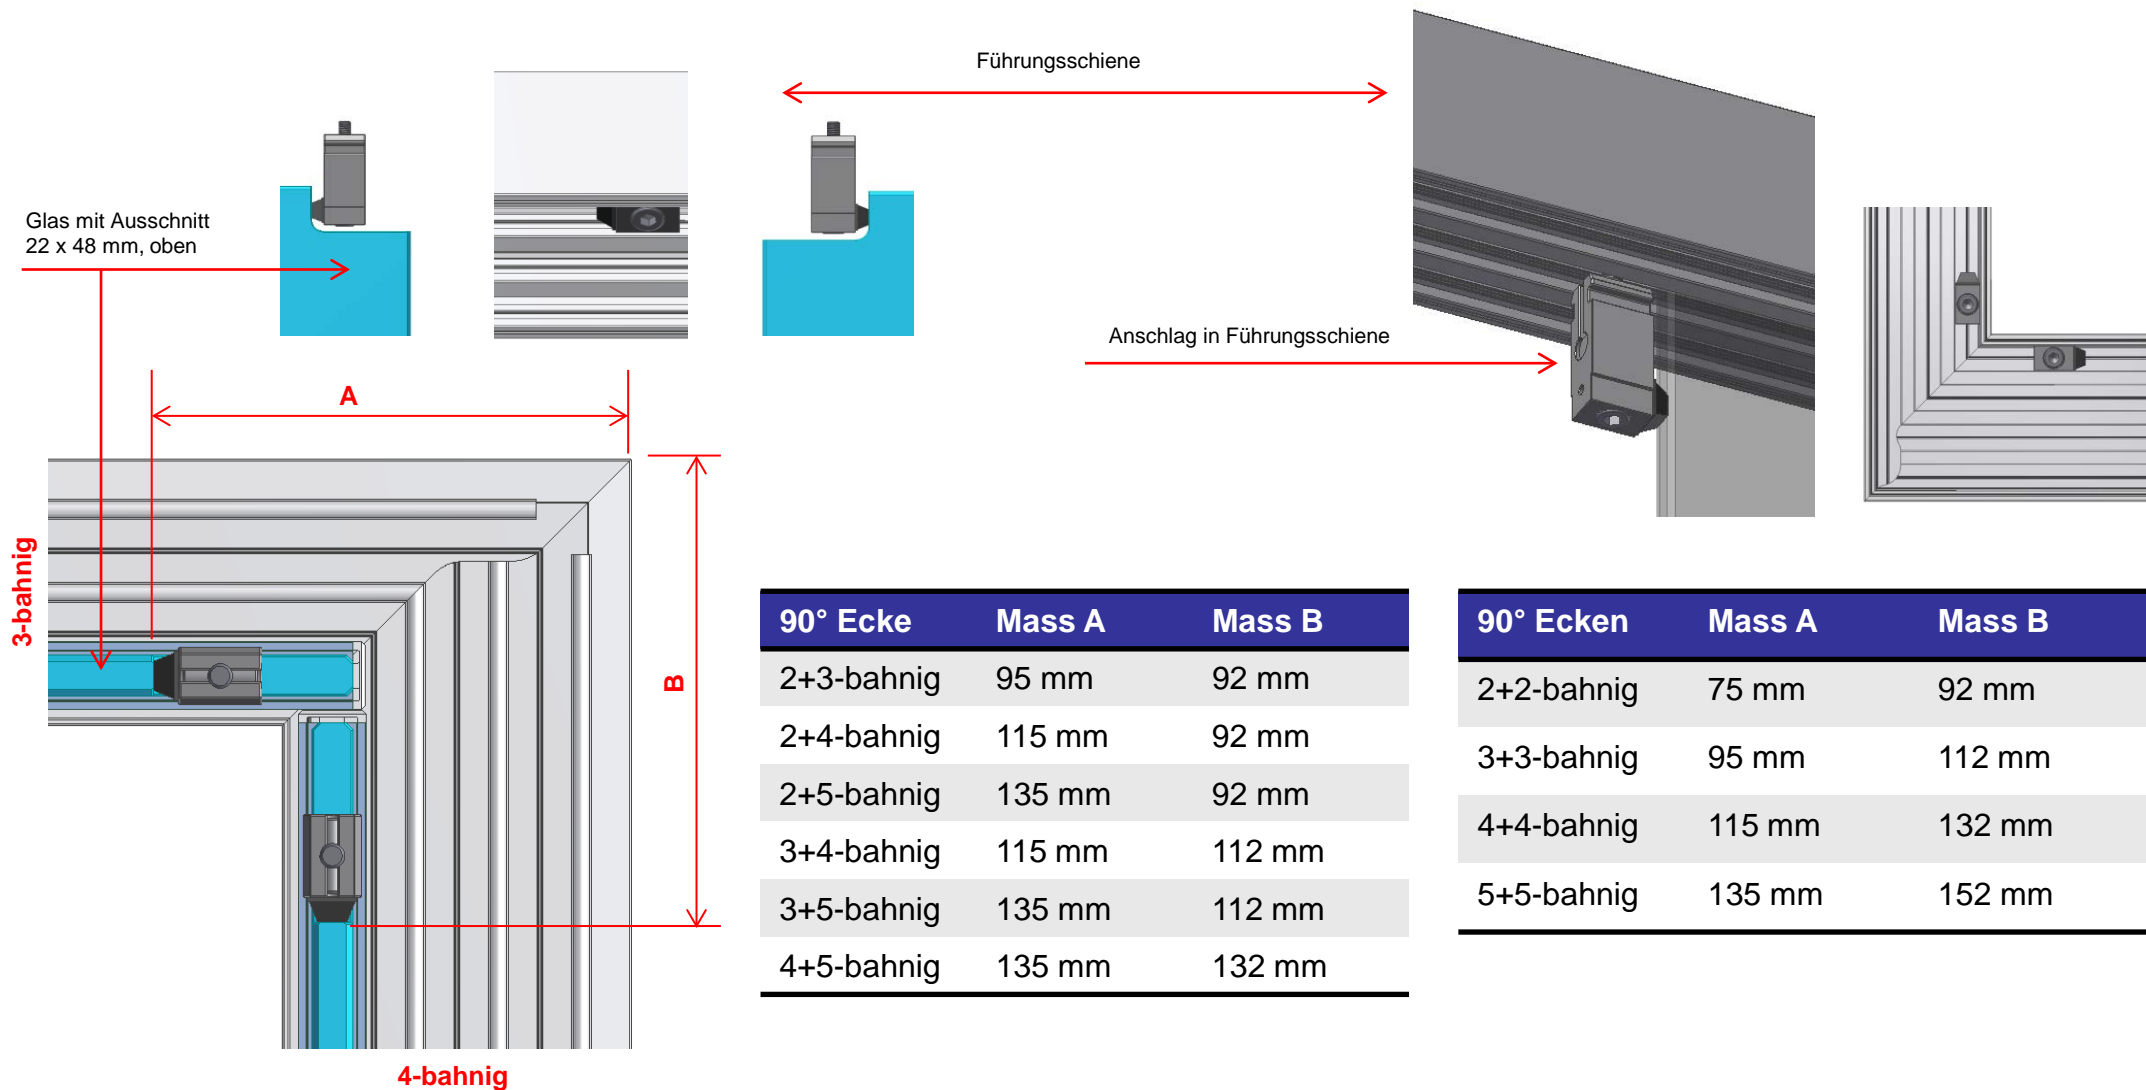 Führungsschiene
Glas mit Ausschnitt
22 x 48 mm, oben
Anschlag in Führungsschiene
A
B
3-bahnig
4-bahnig
90° Ecke Mass A Mass B
2+3-bahnig 95 mm 92 mm
2+4-bahnig 115 mm 92 mm
2+5-bahnig 135 mm 92 mm
3+4-bahnig 115 mm 112 mm
3+5-bahnig 135 mm 112 mm
4+5-bahnig 135 mm 132 mm
90° Ecken Mass A Mass B
2+2-bahnig 75 mm 92 mm
3+3-bahnig 95 mm 112 mm
4+4-bahnig 115 mm 132 mm
5+5-bahnig 135 mm 152 mm